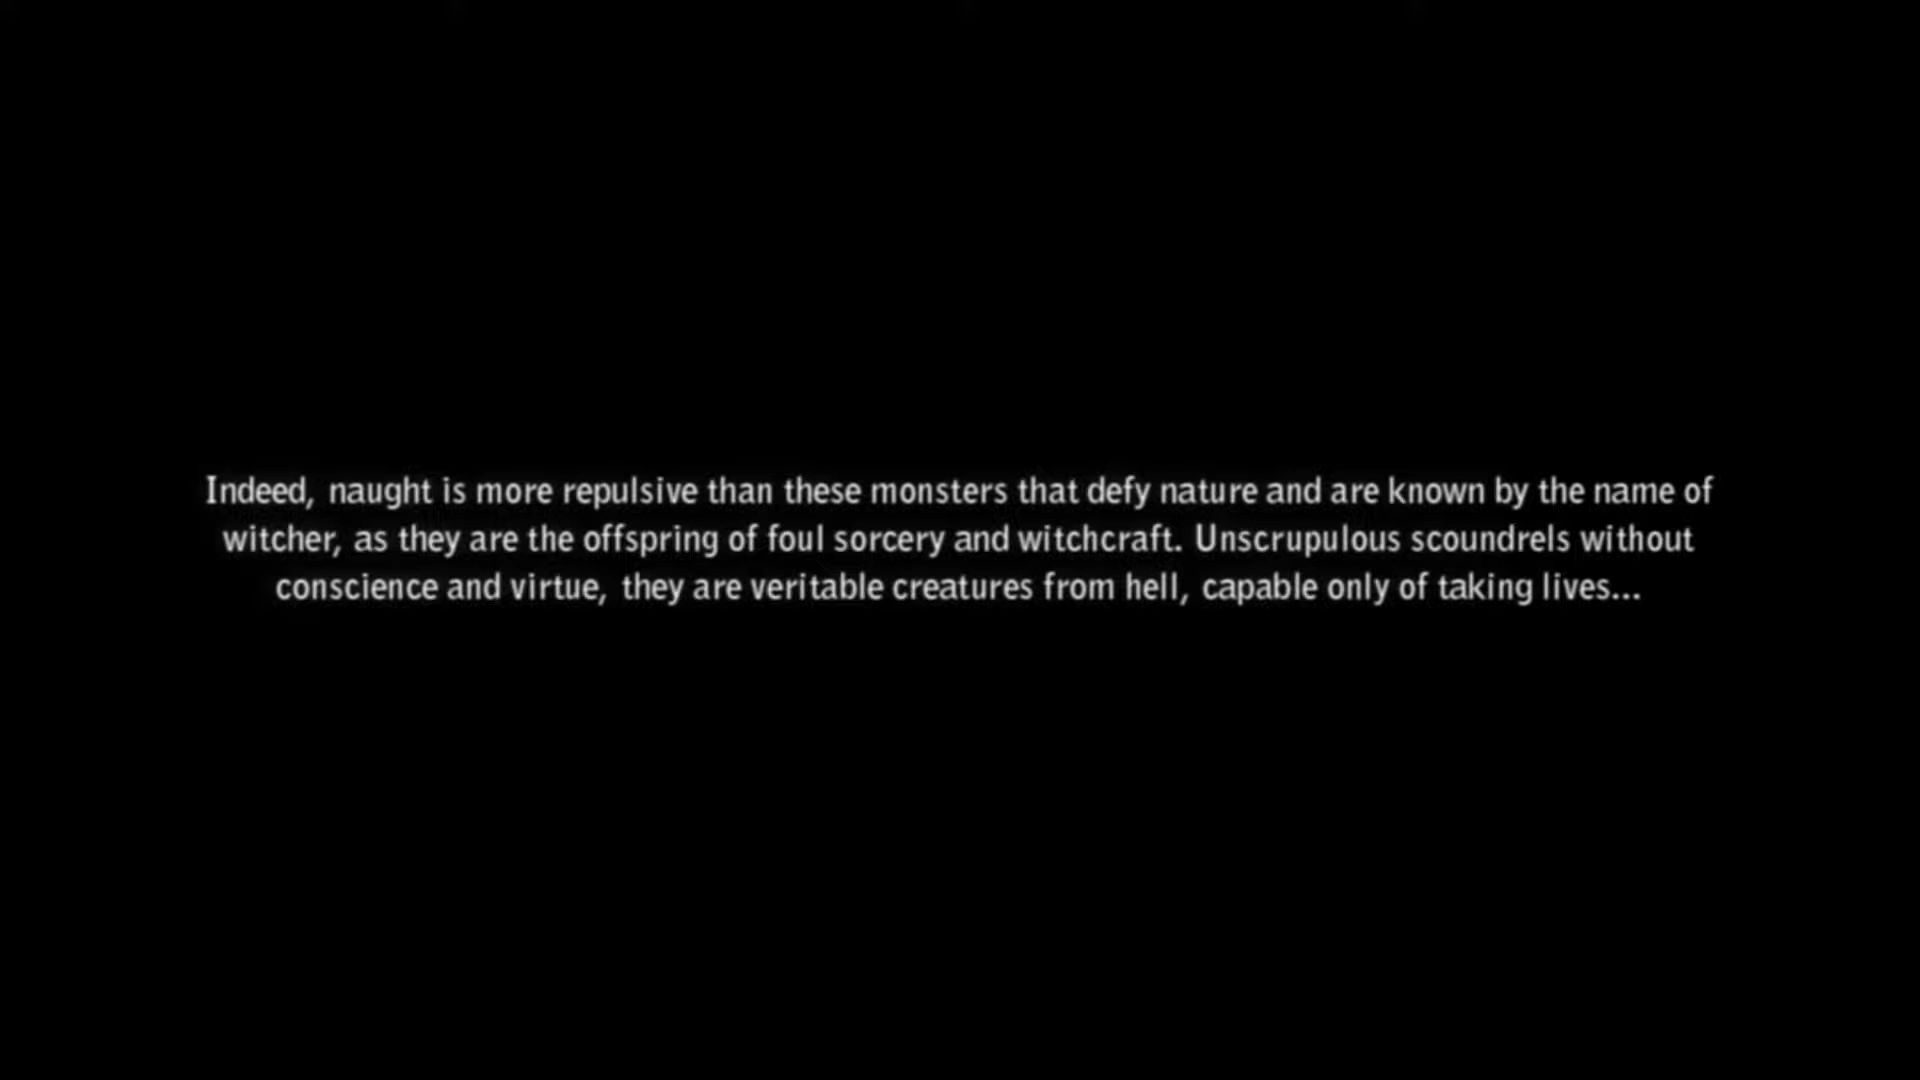 Indeed, naught is more repulsive than these monsters that defy nature and are known by the name of
witcher, as they are the offspring of foul sorcery and witchcraft. Unscrupulous scoundrels without
conscience and virtue, they are veritable creatures from hell, capable only of taking lives...